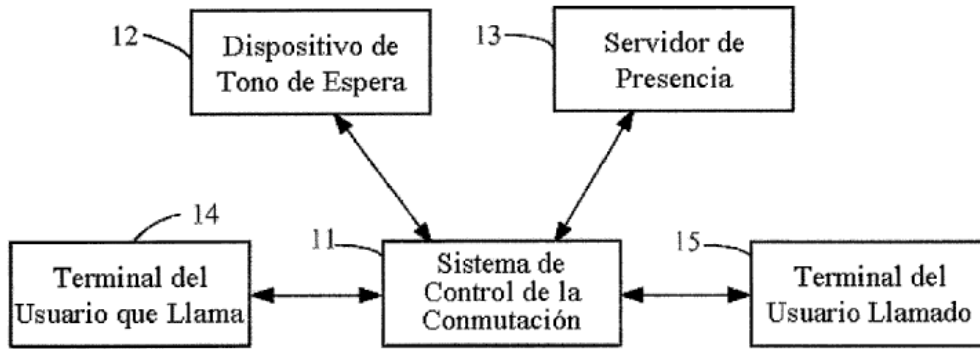 12
Dispositivo de
Tono de Espera
13
Servidor de
Presencia
14
Terminal del
Usuario que Llama
11
Sistema de
Control de la
Conmutación
15
Terminal del
Usuario Llamado